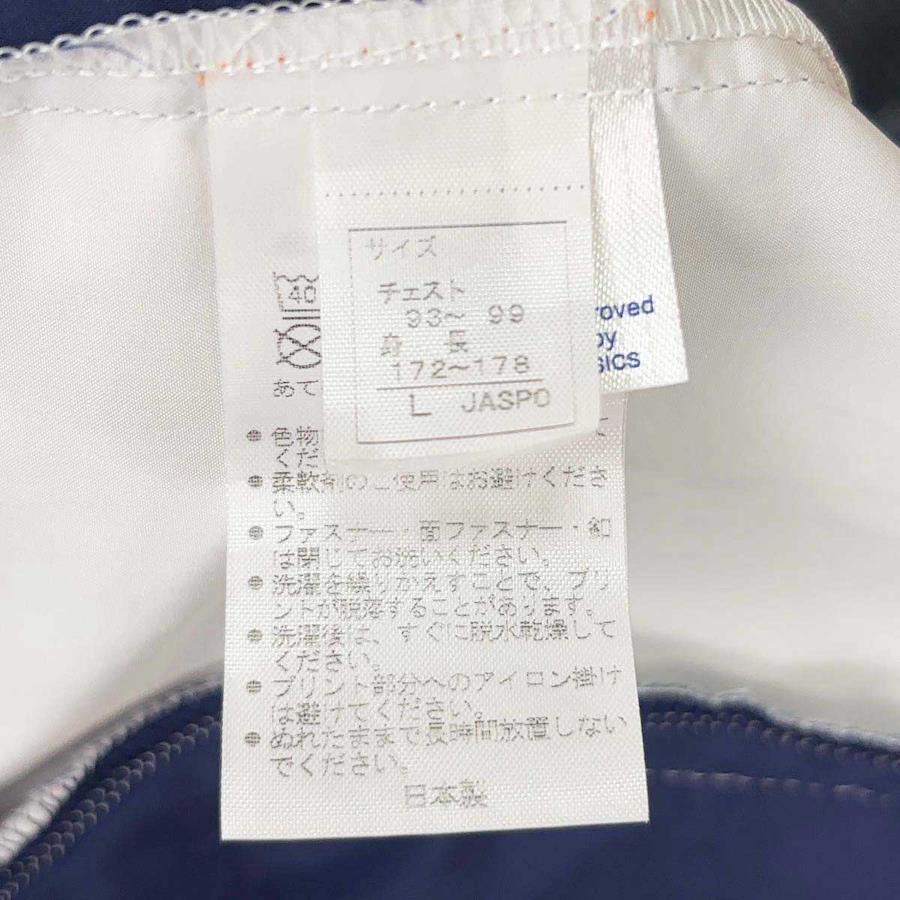 サイズ
チェスト
93〜 99
身 長
172〜178
L JASPO
roved
by
sics
40
あて
色物 て
くだ
柔軟剤のご使用はお避けくださ
い。
ファスナー・面ファスナー・紐
は閉じてお洗いください。
洗濯を繰りかえすことで、プリ
ントが脱落することがあります。
洗濯後は、すぐに脱水乾燥して
ください。
プリント部分へのアイロン掛け
は避けてください。
ぬれたままで長時間放置しない
でください。
日本製